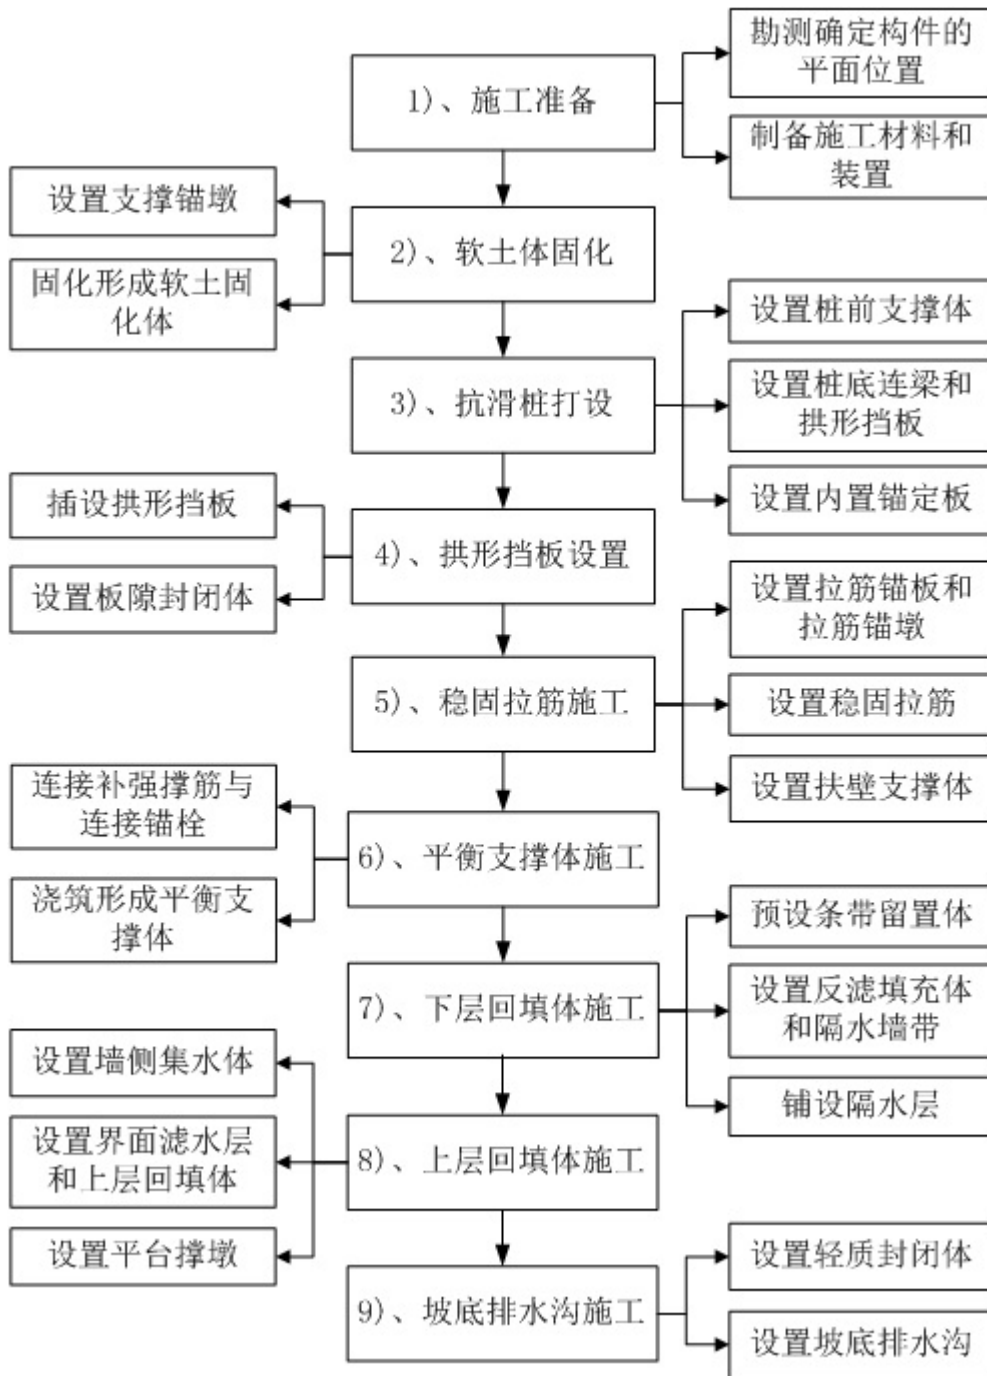 1)、施工准备
勘测确定构件的
平面位置
制备施工材料和
装置
2)、软土体固化
设置支撑锚墩
固化形成软土固
化体
3)、抗滑桩打设
设置桩前支撑体
设置桩底连梁和
拱形挡板
设置内置锚定板
4)、拱形挡板设置
插设拱形挡板
设置板隙封闭体
5)、稳固拉筋施工
设置拉筋锚板和
拉筋锚墩
设置稳固拉筋
设置扶壁支撑体
6)、平衡支撑体施工
连接补强撑筋与
连接锚栓
浇筑形成平衡支
撑体
7)、下层回填体施工
预设条带留置体
设置反滤填充体
和隔水墙带
铺设隔水层
8)、上层回填体施工
设置墙侧集水体
设置界面滤水层
和上层回填体
设置平台撑墩
9)、坡底排水沟施工
设置轻质封闭体
设置坡底排水沟